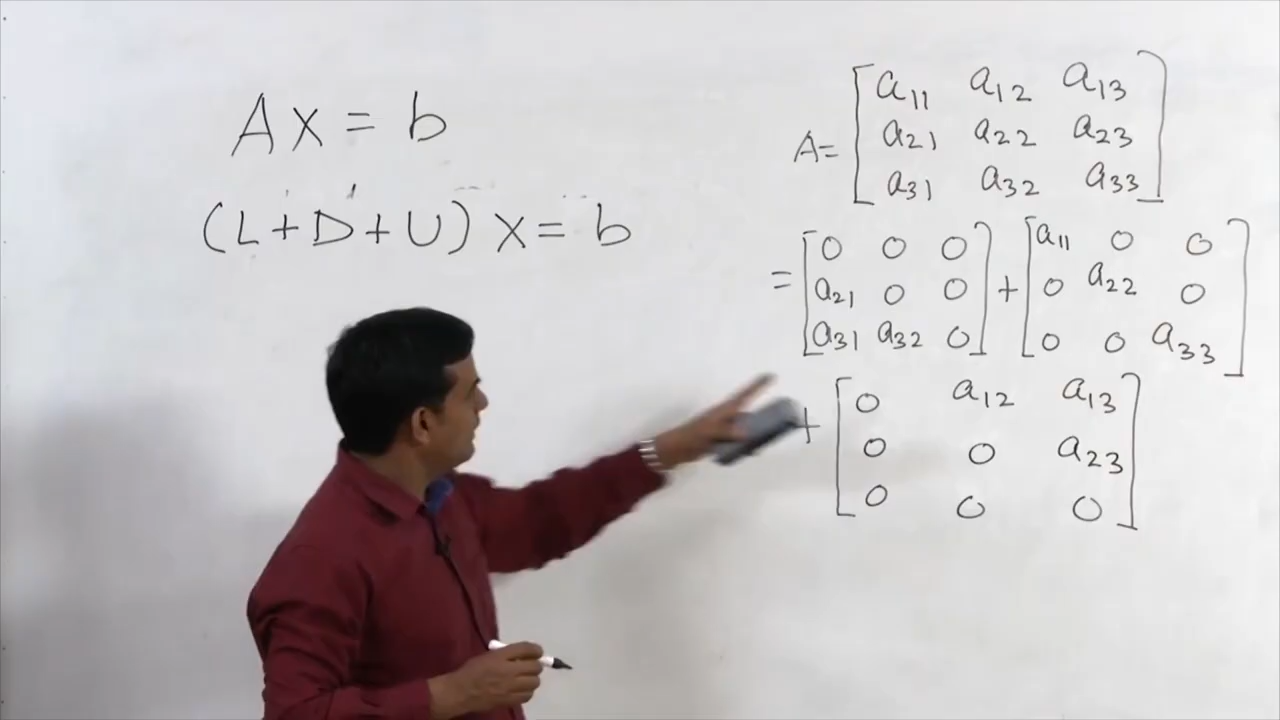 AX = b
(L+D+U) X = b
A = [a11 a12 a13
a21 a22 a23
a31 a32 a33]
= [0 0 0
a21 0 0
a31 a32 0] + [a11 0 0
0 a22 0
0 0 a33]
+ [0 a12 a13
0 0 a23
0 0 0]